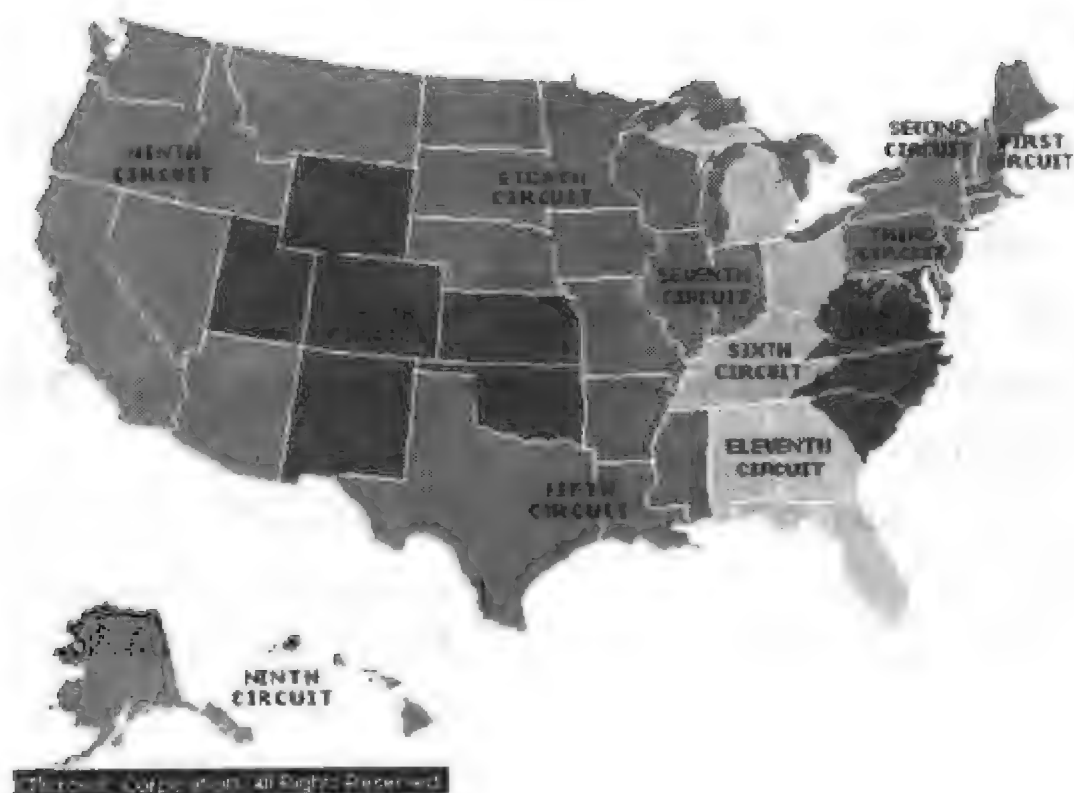 SECOND
CIRCUIT
FIRST
CIRCUIT
NINTH
CIRCUIT
EIGHTH
CIRCUIT
THIRD
CIRCUIT
SEVENTH
CIRCUIT
SIXTH
CIRCUIT
ELEVENTH
CIRCUIT
FIFTH
CIRCUIT
NINTH
CIRCUIT
Corporation. All Rights Reserved